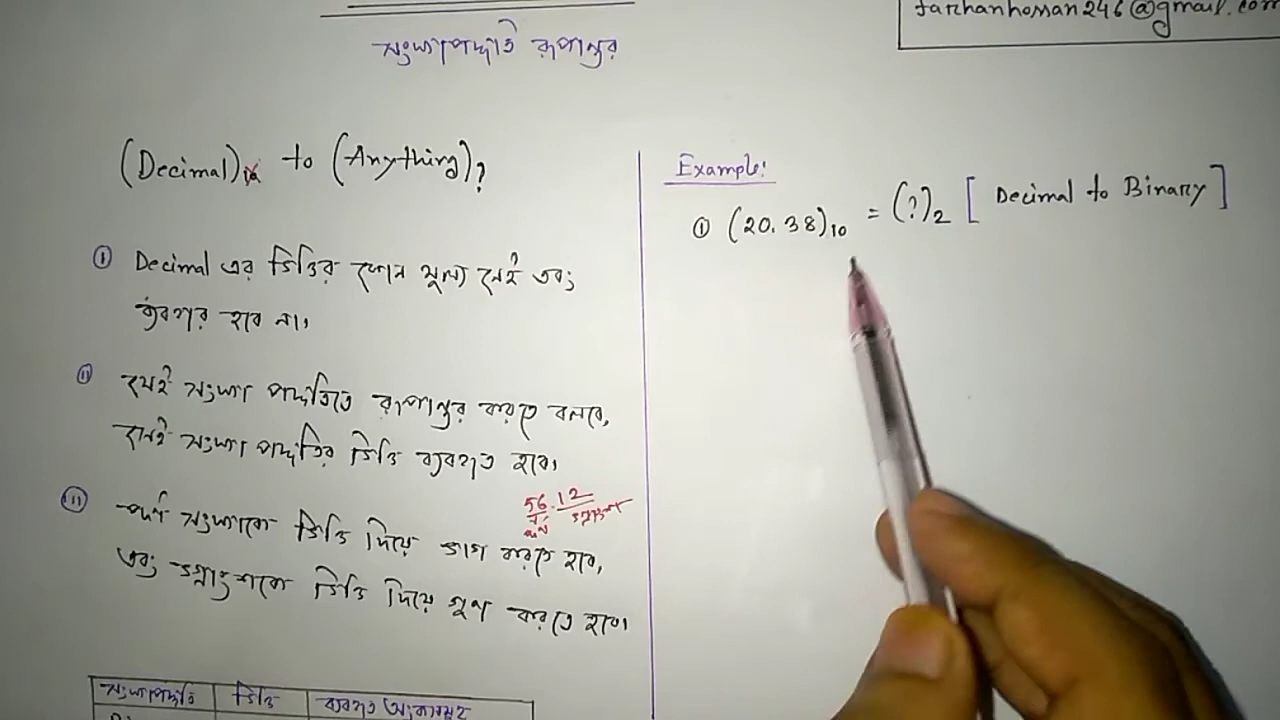 farhanhossan246@gmail.com
সংখ্যাপদ্ধতি রূপান্তর
(Decimal)10 to (Anything)?
i Decimal এর ভিত্তির কোন মূল্য নেই এবং
ব্যবহার হবে না।
ii যেই সংখ্যা পদ্ধতিতে রূপান্তর করতে বলবে,
সেই সংখ্যা পদ্ধতির ভিত্তি ব্যবহৃত হবে।
56.12
পূর্ণ ভগ্নাংশ
iii পূর্ণ সংখ্যাকে ভিত্তি দিয়ে ভাগ করতে হবে,
এবং ভগ্নাংশকে ভিত্তি দিয়ে গুণ করতে হবে।
সংখ্যাপদ্ধতি ভিত্তি ব্যবহৃত অংকসমূহ
Example:
① (20.38)₁₀ = (?)₂ [ Decimal to Binary ]